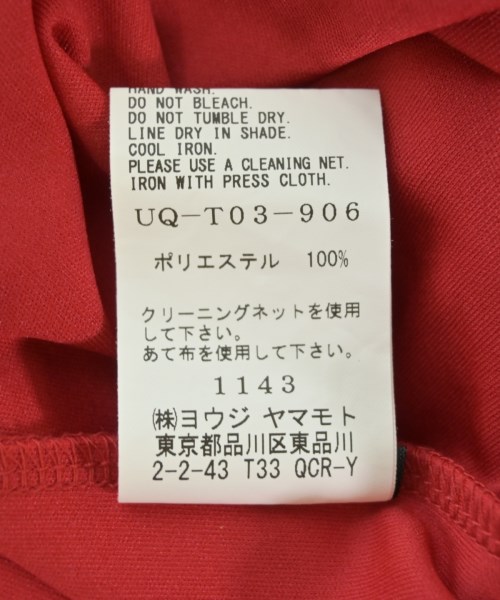 HAND WASH.
DO NOT BLEACH.
DO NOT TUMBLE DRY.
LINE DRY IN SHADE.
COOL IRON.
PLEASE USE A CLEANING NET.
IRON WITH PRESS CLOTH.
UQ-T03-906
ポリエステル 100%
クリーニングネットを使用
して下さい。
あて布を使用して下さい。
1143
㈱ヨウジ ヤマモト
東京都品川区東品川
2-2-43 T33 QCR-Y